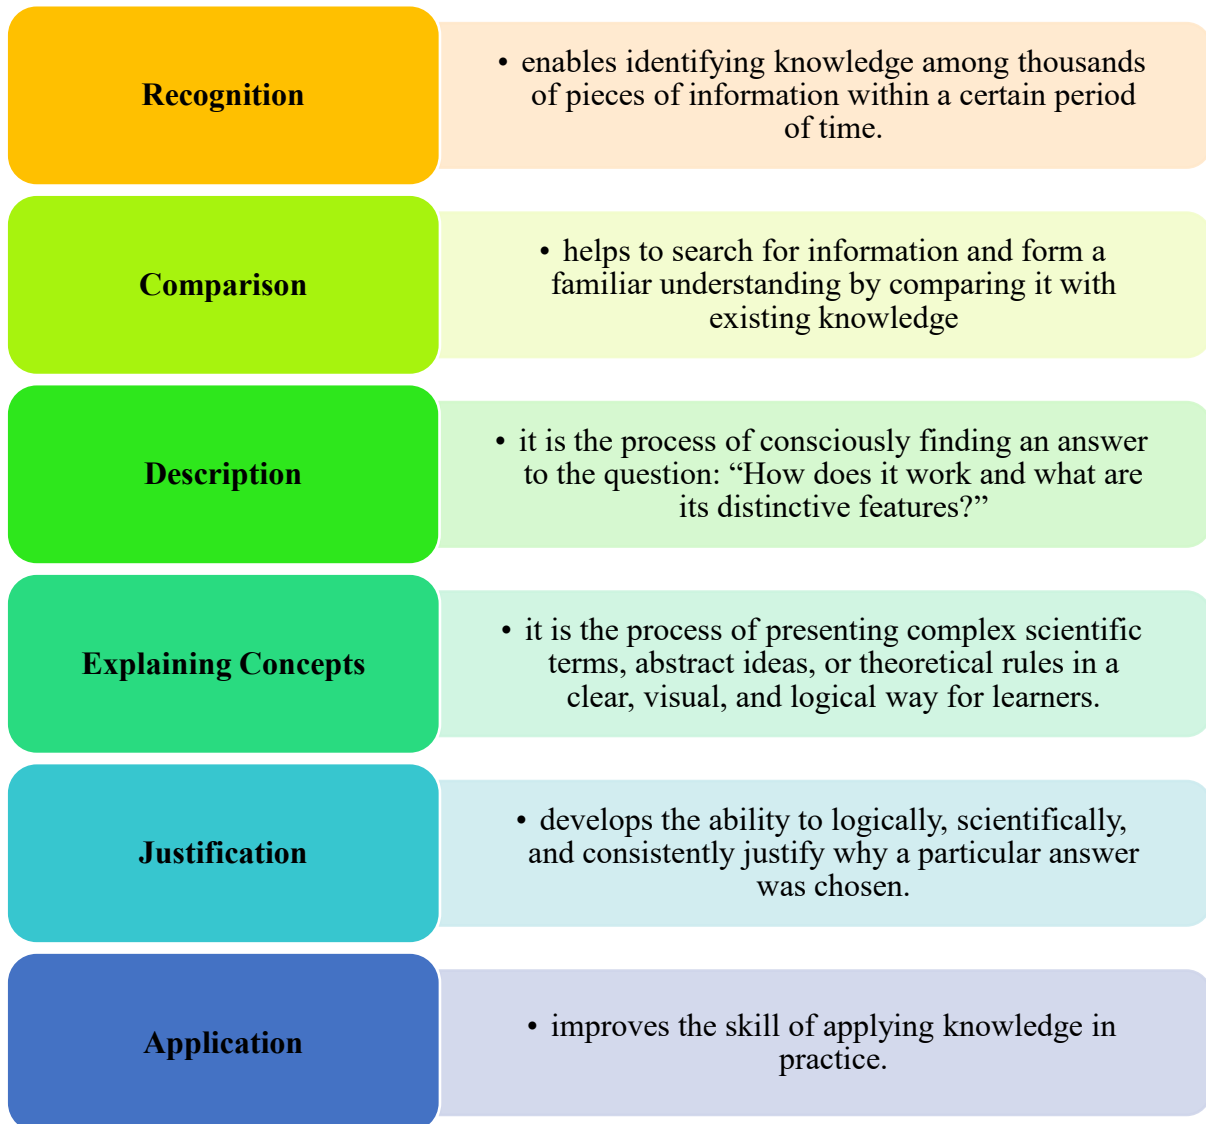 Recognition
• enables identifying knowledge among thousands
of pieces of information within a certain period
of time.
Comparison
• helps to search for information and form a
familiar understanding by comparing it with
existing knowledge
Description
• it is the process of consciously finding an answer
to the question: “How does it work and what are
its distinctive features?”
Explaining Concepts
• it is the process of presenting complex scientific
terms, abstract ideas, or theoretical rules in a
clear, visual, and logical way for learners.
Justification
• develops the ability to logically, scientifically,
and consistently justify why a particular answer
was chosen.
Application
• improves the skill of applying knowledge in
practice.